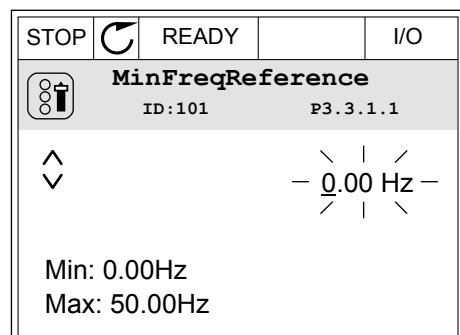 STOP READY I/O
MinFreqReference
ID:101 P3.3.1.1
0.00 Hz
Min: 0.00Hz
Max: 50.00Hz